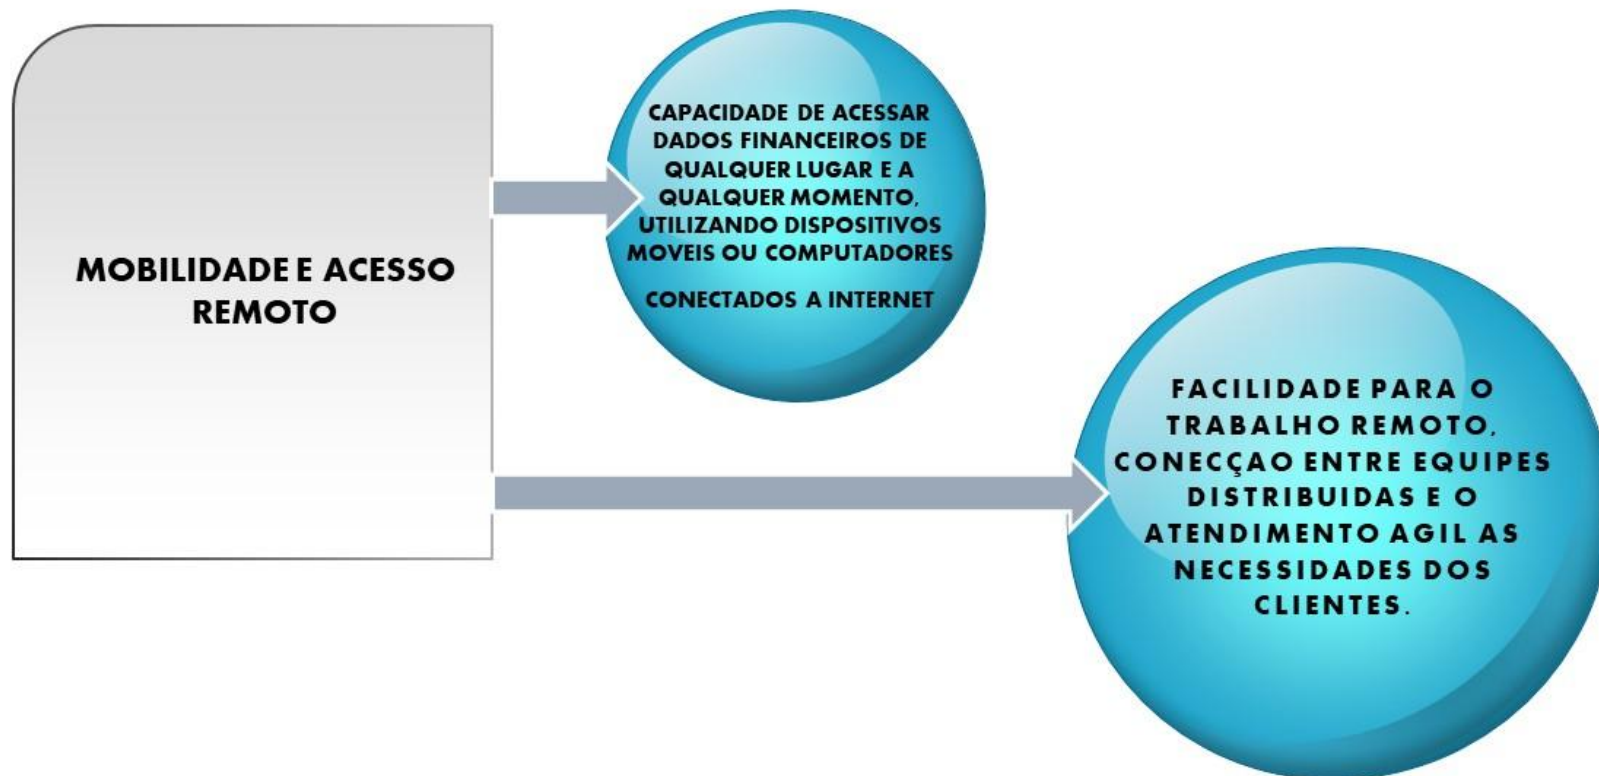 MOBILIDADE E ACESSO
REMOTO
CAPACIDADE DE ACESSAR
DADOS FINANCEIROS DE
QUALQUER LUGAR E A
QUALQUER MOMENTO,
UTILIZANDO DISPOSITIVOS
MOVEIS OU COMPUTADORES
CONECTADOS A INTERNET
FACILIDADE PARA O
TRABALHO REMOTO,
CONECÇAO ENTRE EQUIPES
DISTRIBUIDAS E O
ATENDIMENTO AGIL AS
NECESSIDADES DOS
CLIENTES.